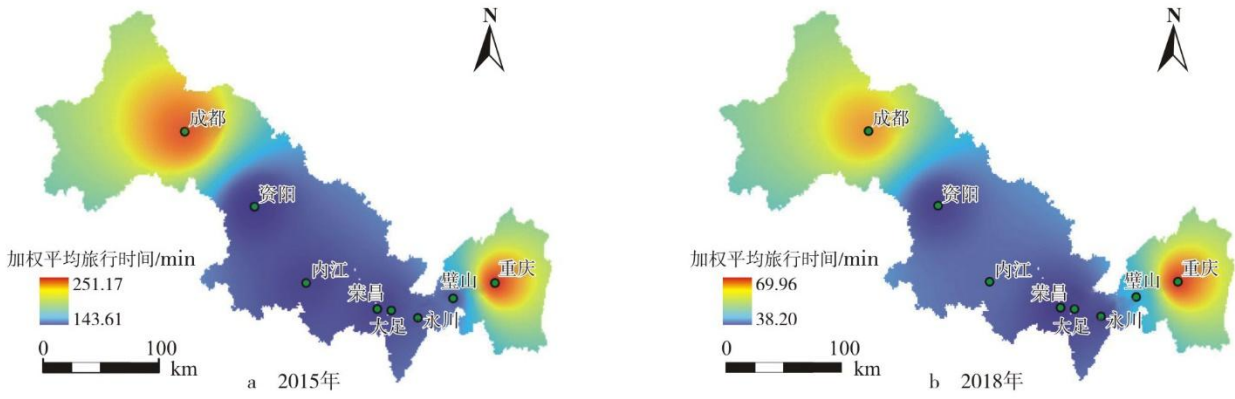 N
成都
资阳
加权平均旅行时间/min
251.17
143.61
内江
荣昌
大足
永川
璧山
重庆
0 100
km
a 2015年
N
成都
资阳
加权平均旅行时间/min
69.96
38.20
内江
荣昌
大足
永川
璧山
重庆
0 100
km
b 2018年